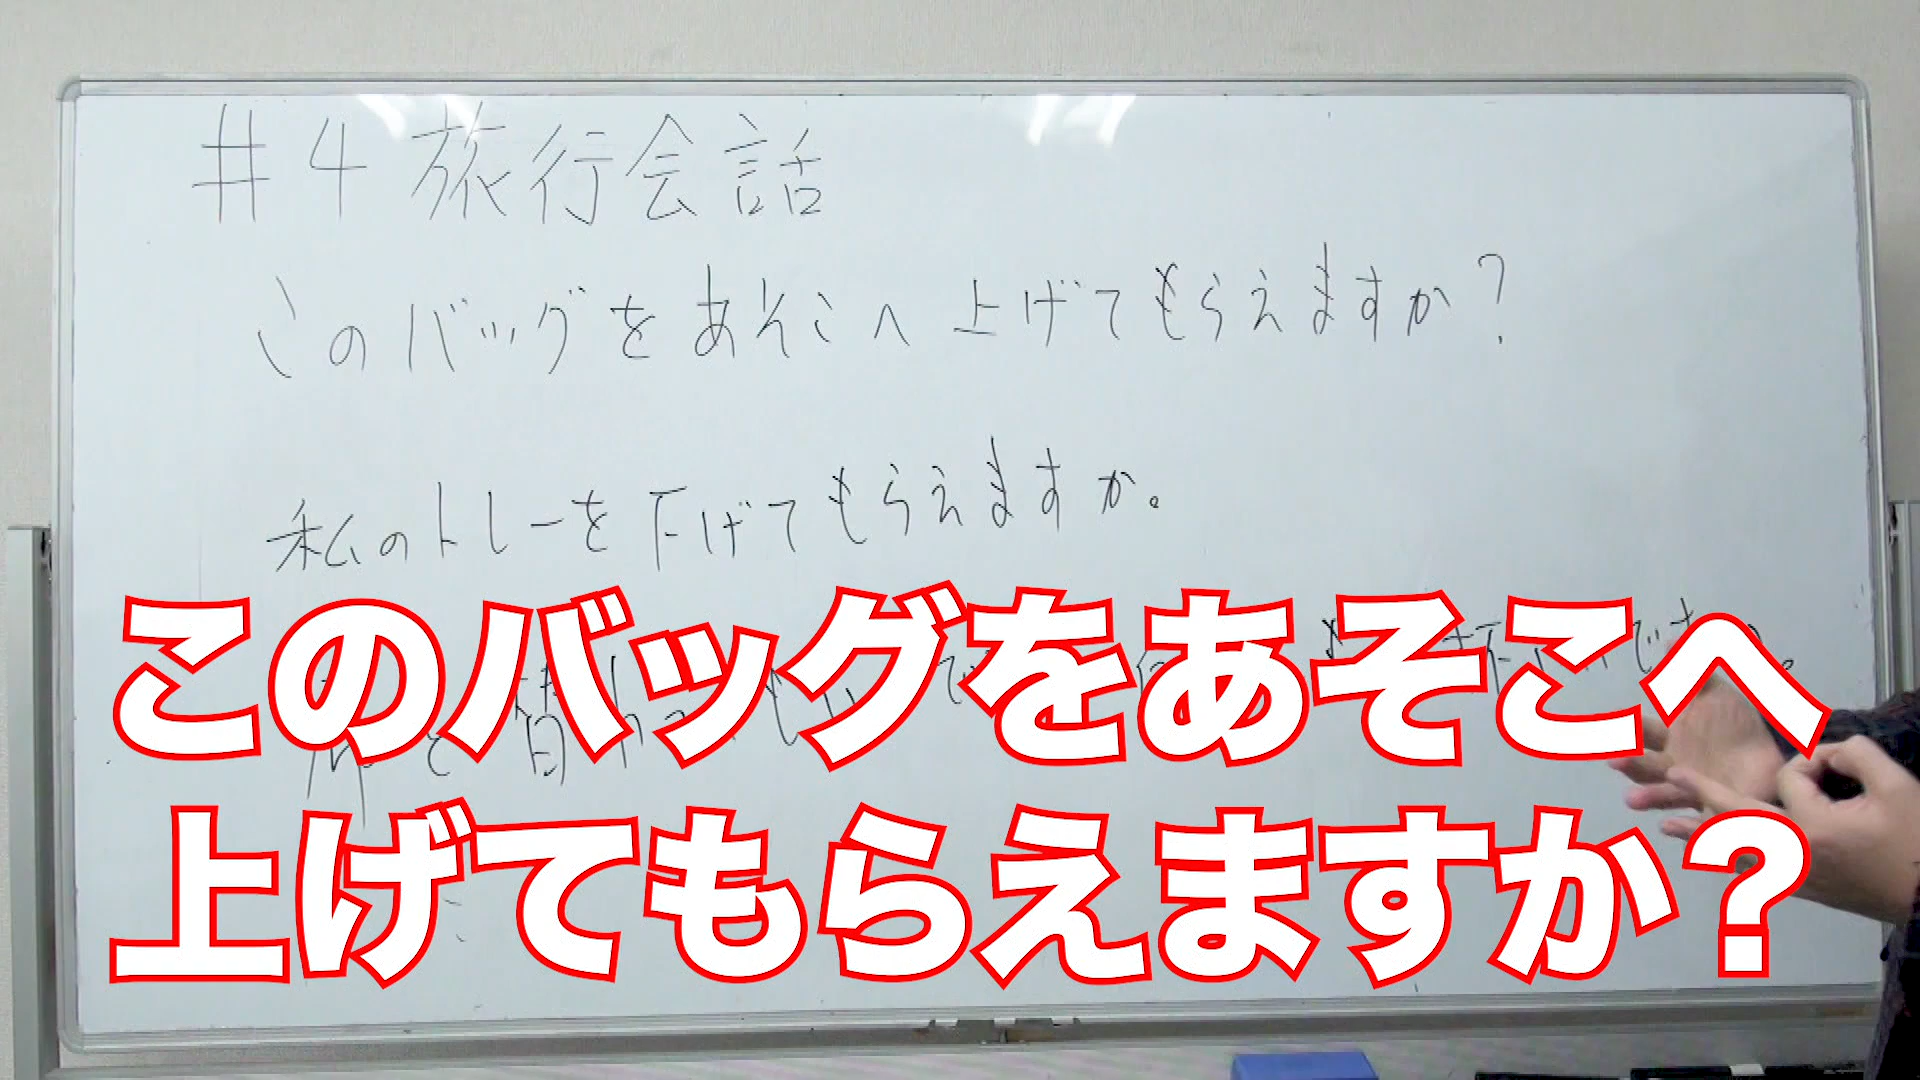 #4 旅行会話
このバッグをあそこへ上げてもらえますか?
私のトレーを下げてもらえますか。
このバッグをあそこへ
上げてもらえますか?